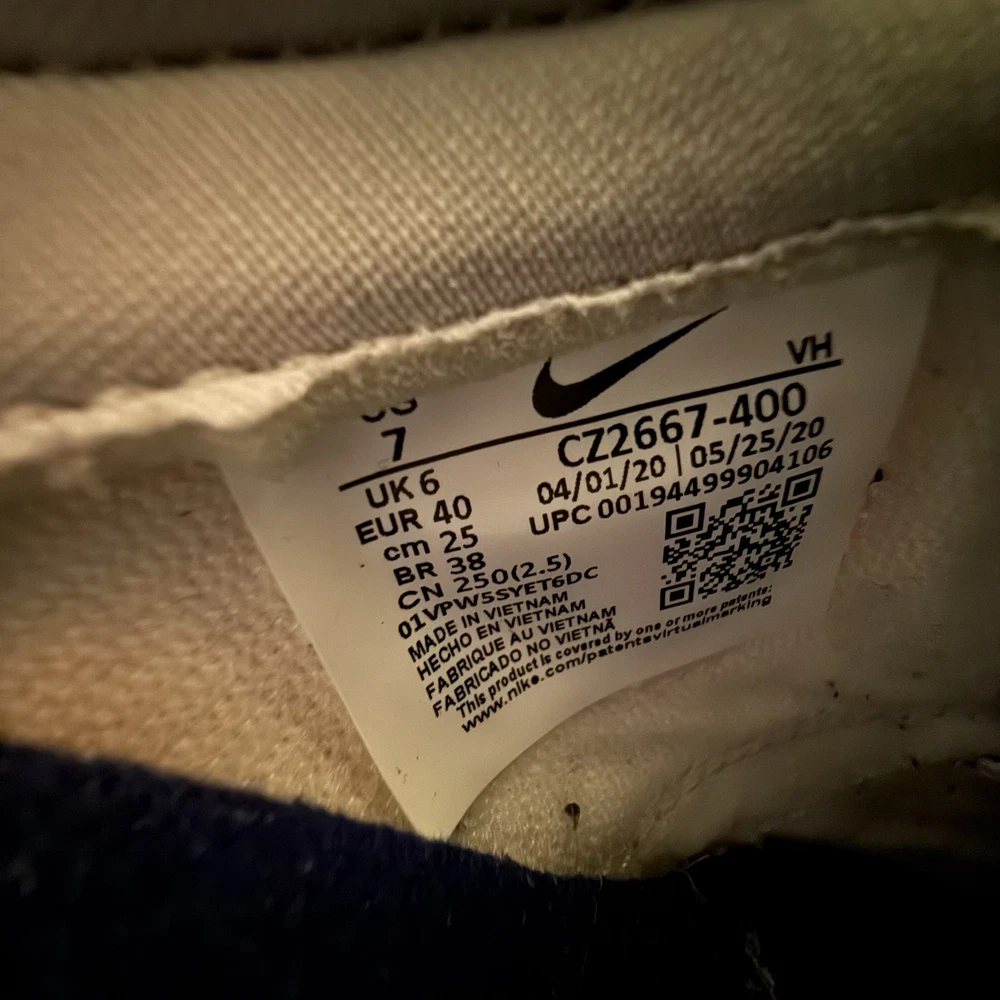 VH
US
7
CZ2667-400
UK 6
04/01/20 | 05/25/20
EUR 40
UPC 00194499904106
cm 25
BR 38
CN 250(2.5)
01VPW5SYET6DC
MADE IN VIETNAM
HECHO EN VIETNAM
FABRIQUE AU VIETNAM
FABRICADO NO VIETNÃ
This product is covered by one or more patents:
www.nike.com/patentsvirtualmarking